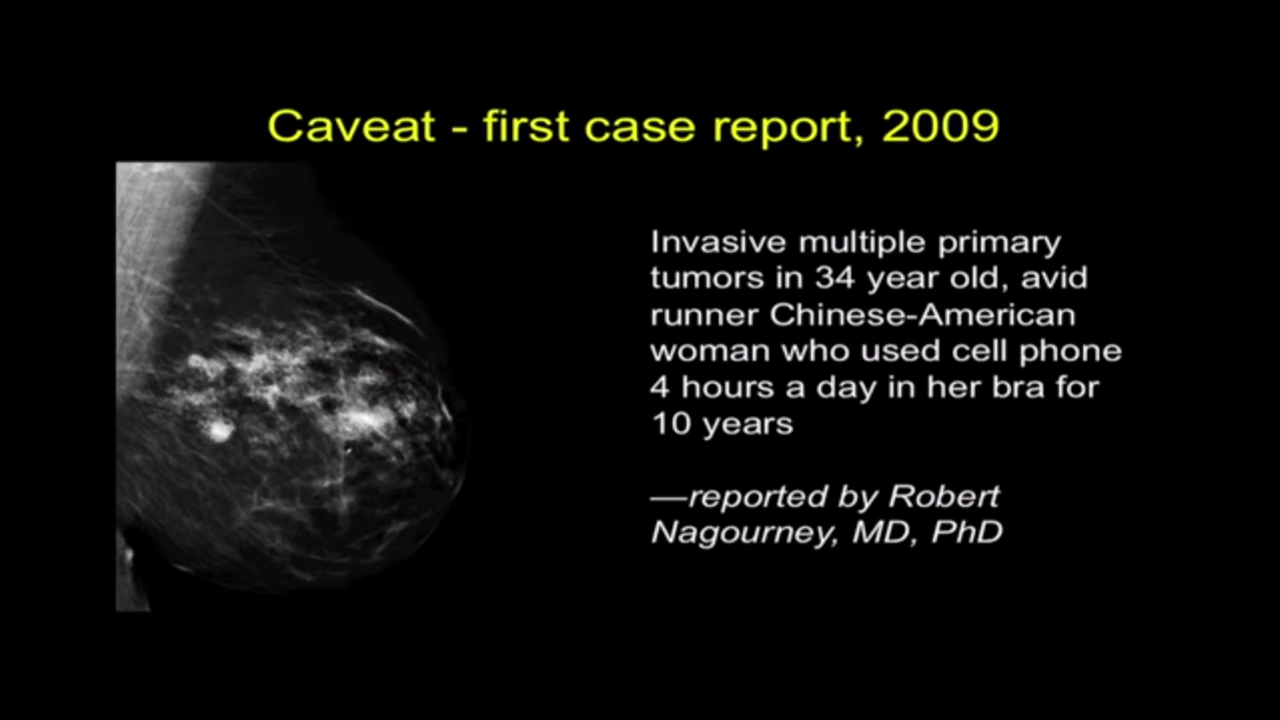 Caveat - first case report, 2009
Invasive multiple primary
tumors in 34 year old, avid
runner Chinese-American
woman who used cell phone
4 hours a day in her bra for
10 years
—reported by Robert
Nagourney, MD, PhD